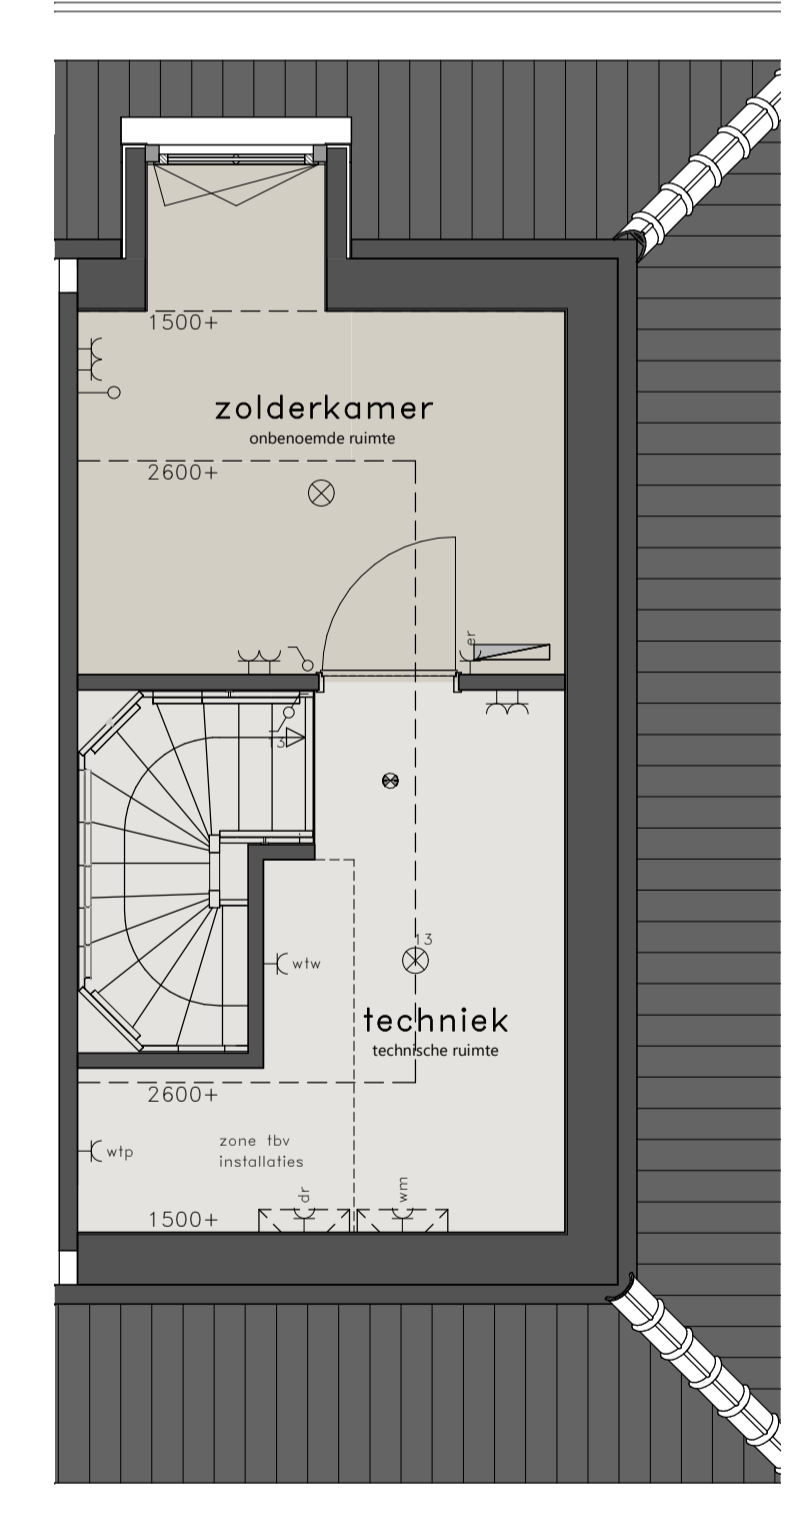 1500+
zolderkamer
onbenoemde ruimte
2600+
er
13
13
wtw
techniek
technische ruimte
2600+
wtp
zone tbv
installaties
dr
wm
1500+